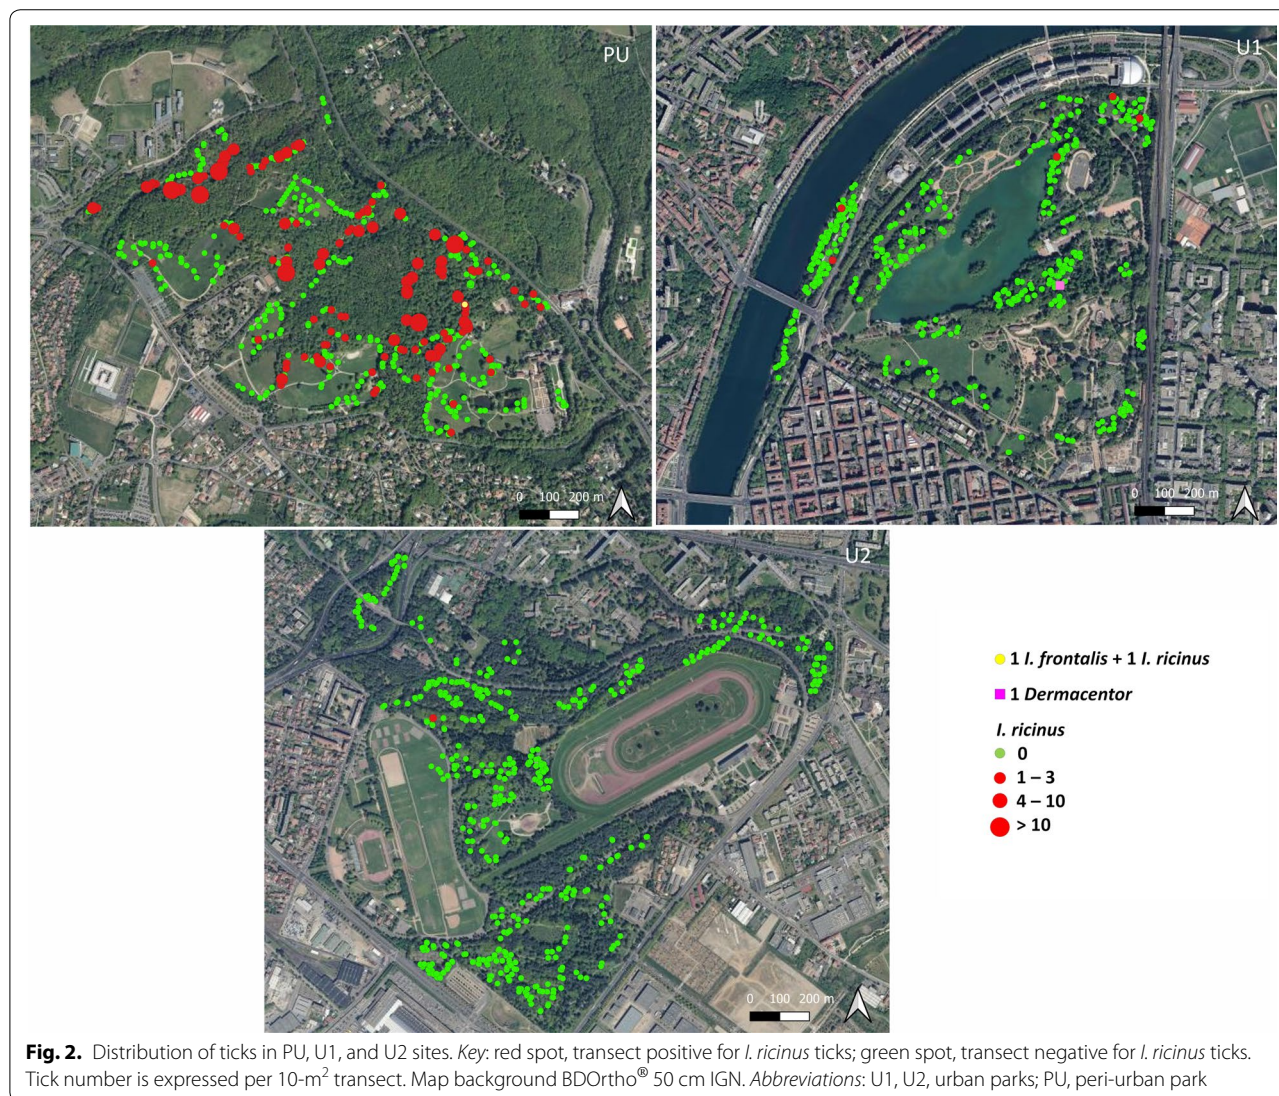 PU
U1
0 100 200 m
0 100 200 m
U2
0 100 200 m
1 I. frontalis + 1 I. ricinus
1 Dermacentor
I. ricinus
0
1 – 3
4 – 10
> 10
Fig. 2. Distribution of ticks in PU, U1, and U2 sites. Key: red spot, transect positive for I. ricinus ticks; green spot, transect negative for I. ricinus ticks.
Tick number is expressed per 10-m² transect. Map background BDOrtho® 50 cm IGN. Abbreviations: U1, U2, urban parks; PU, peri-urban park